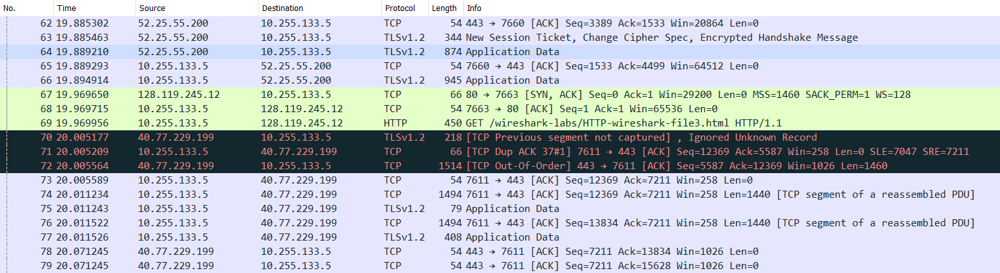 No. Time Source Destination Protocol Length Info
62 19.885302 52.25.55.200 10.255.133.5 TCP 54 443 → 7660 [ACK] Seq=3389 Ack=1533 Win=20864 Len=0
63 19.885463 52.25.55.200 10.255.133.5 TLSv1.2 344 New Session Ticket, Change Cipher Spec, Encrypted Handshake Message
64 19.889210 52.25.55.200 10.255.133.5 TLSv1.2 874 Application Data
65 19.889293 10.255.133.5 52.25.55.200 TCP 54 7660 → 443 [ACK] Seq=1533 Ack=4499 Win=64512 Len=0
66 19.894914 10.255.133.5 52.25.55.200 TLSv1.2 945 Application Data
67 19.969650 128.119.245.12 10.255.133.5 TCP 66 80 → 7663 [SYN, ACK] Seq=0 Ack=1 Win=29200 Len=0 MSS=1460 SACK_PERM=1 WS=128
68 19.969715 10.255.133.5 128.119.245.12 TCP 54 7663 → 80 [ACK] Seq=1 Ack=1 Win=65536 Len=0
69 19.969956 10.255.133.5 128.119.245.12 HTTP 450 GET /wireshark-labs/HTTP-wireshark-file3.html HTTP/1.1
70 20.005177 40.77.229.199 10.255.133.5 TLSv1.2 218 [TCP Previous segment not captured] , Ignored Unknown Record
71 20.005209 10.255.133.5 40.77.229.199 TCP 66 [TCP Dup ACK 37#1] 7611 → 443 [ACK] Seq=12369 Ack=5587 Win=258 Len=0 SLE=7047 SRE=7211
72 20.005564 40.77.229.199 10.255.133.5 TCP 1514 [TCP Out-Of-Order] 443 → 7611 [ACK] Seq=5587 Ack=12369 Win=1026 Len=1460
73 20.005589 10.255.133.5 40.77.229.199 TCP 54 7611 → 443 [ACK] Seq=12369 Ack=7211 Win=258 Len=0
74 20.011234 10.255.133.5 40.77.229.199 TCP 1494 7611 → 443 [ACK] Seq=12369 Ack=7211 Win=258 Len=1440 [TCP segment of a reassembled PDU]
75 20.011243 10.255.133.5 40.77.229.199 TLSv1.2 79 Application Data
76 20.011522 10.255.133.5 40.77.229.199 TCP 1494 7611 → 443 [ACK] Seq=13834 Ack=7211 Win=258 Len=1440 [TCP segment of a reassembled PDU]
77 20.011526 10.255.133.5 40.77.229.199 TLSv1.2 408 Application Data
78 20.071245 40.77.229.199 10.255.133.5 TCP 54 443 → 7611 [ACK] Seq=7211 Ack=13834 Win=1026 Len=0
79 20.071245 40.77.229.199 10.255.133.5 TCP 54 443 → 7611 [ACK] Seq=7211 Ack=15628 Win=1026 Len=0